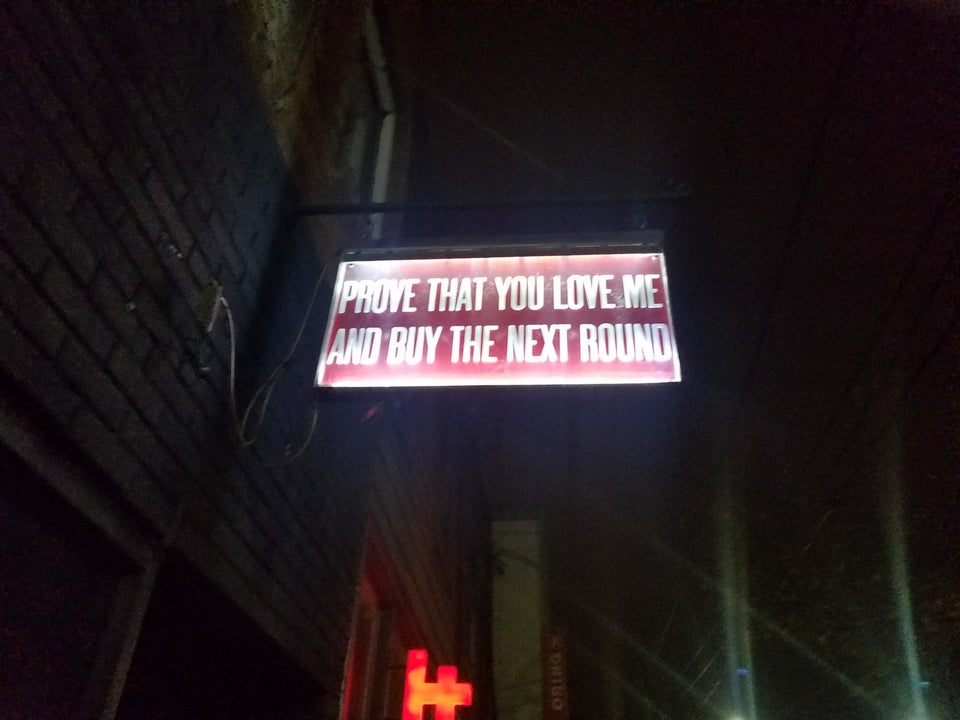 PROVE THAT YOU LOVE ME
AND BUY THE NEXT ROUND